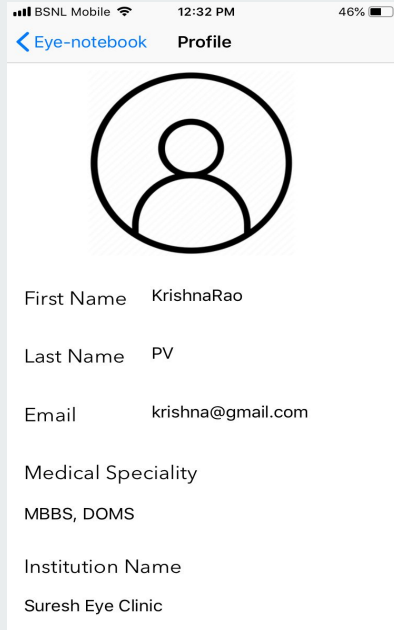 BSNL Mobile 12:32 PM 46%
Eye-notebook Profile
First Name KrishnaRao
Last Name PV
Email krishna@gmail.com
Medical Speciality
MBBS, DOMS
Institution Name
Suresh Eye Clinic